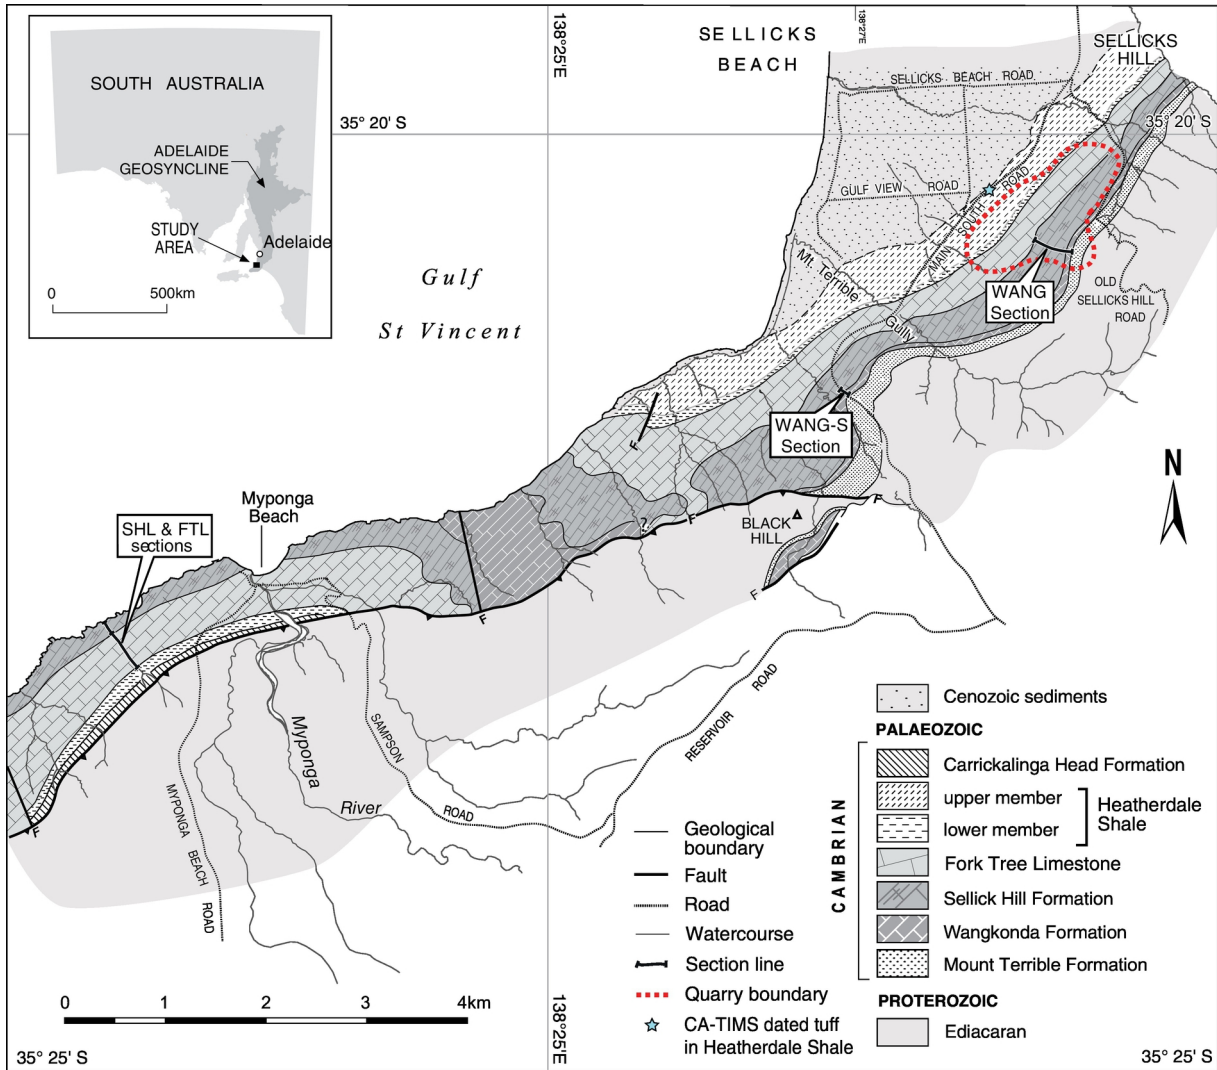 SOUTH AUSTRALIA
ADELAIDE
GEOSYNCLINE
STUDY
AREA
Adelaide
0 500km
138°25'E
138°27'E
SELLICKS
BEACH
SELLICKS
HILL
35° 20' S
35° 20' S
SELLICKS BEACH ROAD
GULF VIEW ROAD
MAIN SOUTH ROAD
Mt. Terrible
Gully
WANG
Section
OLD
SELLICKS HILL
ROAD
Gulf
St Vincent
WANG-S
Section
F
N
Myponga
Beach
SHL & FTL
sections
?
F
F
BLACK
HILL
F
F
F
Myponga
River
SAMPSON
ROAD
RESERVOIR ROAD
MYPONGA BEACH ROAD
Geological
boundary
Fault
Road
Watercourse
Section line
Quarry boundary
CA-TIMS dated tuff
in Heatherdale Shale
Cenozoic sediments
PALAEOZOIC
CAMBRIAN
Carrickalinga Head Formation
upper member
lower member
Heatherdale
Shale
Fork Tree Limestone
Sellick Hill Formation
Wangkonda Formation
Mount Terrible Formation
PROTEROZOIC
Ediacaran
0 1 2 3 4km
138°25'E
35° 25' S
35° 25' S